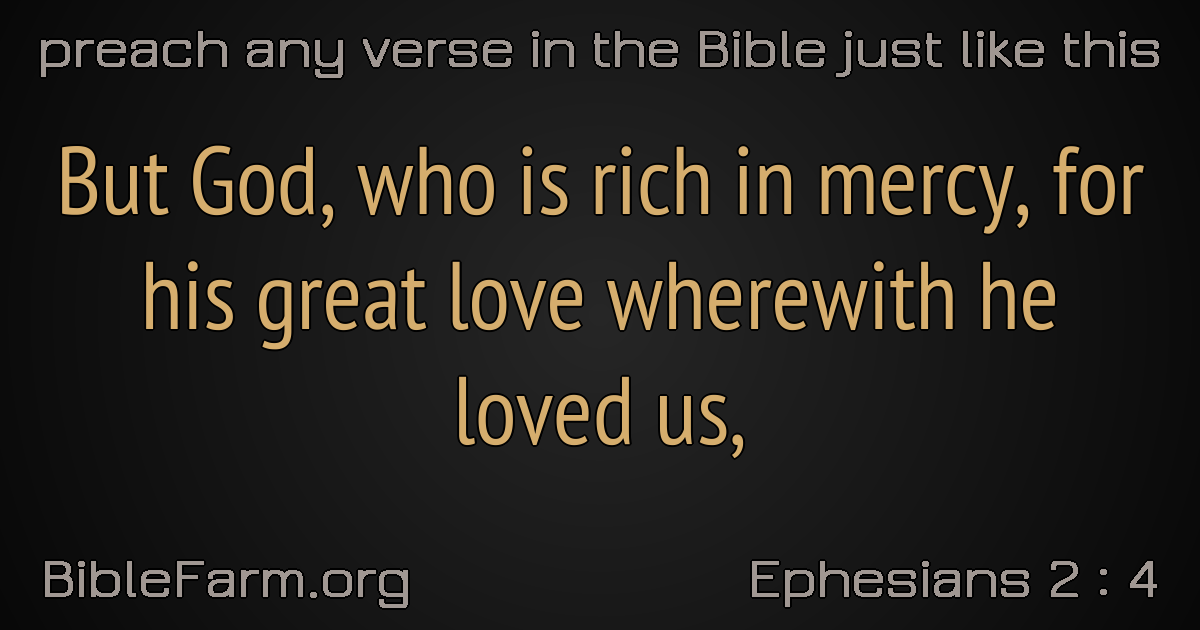 preach any verse in the Bible just like this
But God, who is rich in mercy, for
his great love wherewith he
loved us,
BibleFarm.org
Ephesians 2 : 4